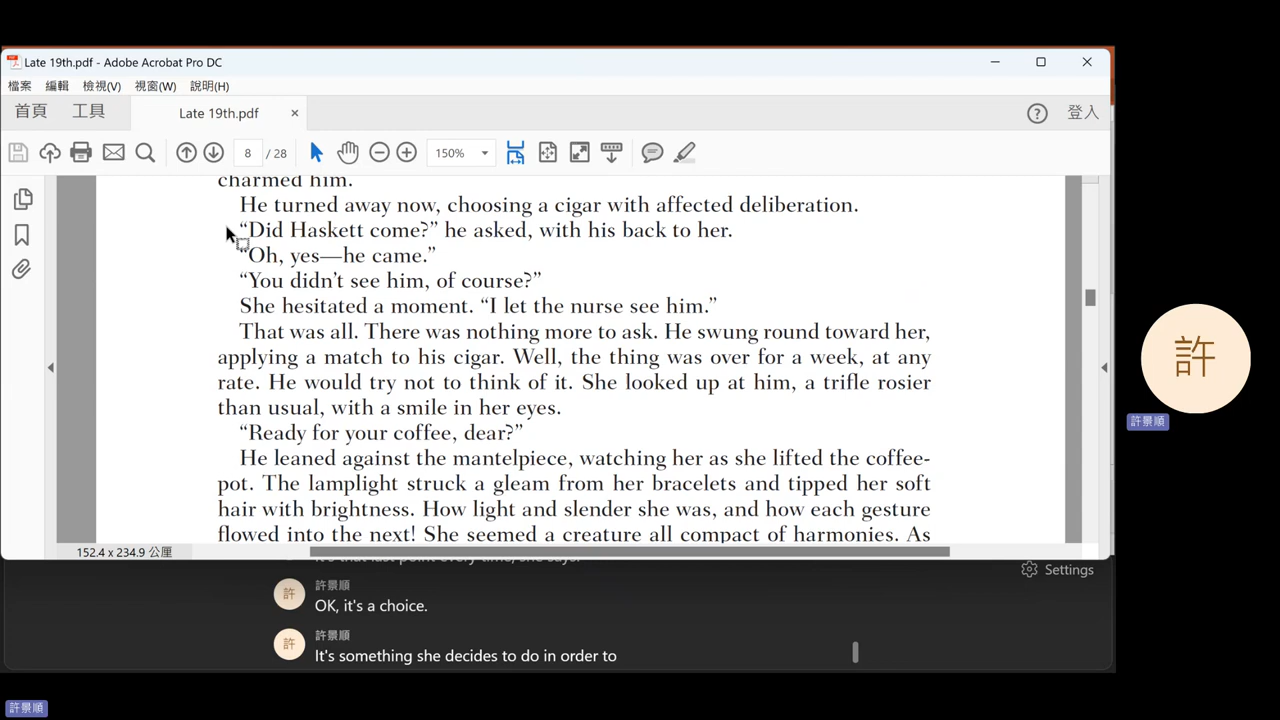 Late 19th.pdf - Adobe Acrobat Pro DC
檔案 編輯 檢視(V) 視窗(W) 說明(H)
首頁 工具 Late 19th.pdf × ? 登入
8 / 28 150%
charmed him.
He turned away now, choosing a cigar with affected deliberation.
“Did Haskett come?” he asked, with his back to her.
“Oh, yes—he came.”
“You didn’t see him, of course?”
She hesitated a moment. “I let the nurse see him.”
That was all. There was nothing more to ask. He swung round toward her,
applying a match to his cigar. Well, the thing was over for a week, at any
rate. He would try not to think of it. She looked up at him, a trifle rosier
than usual, with a smile in her eyes.
“Ready for your coffee, dear?”
He leaned against the mantelpiece, watching her as she lifted the coffee-
pot. The lamplight struck a gleam from her bracelets and tipped her soft
hair with brightness. How light and slender she was, and how each gesture
flowed into the next! She seemed a creature all compact of harmonies. As
152.4 x 234.9 公厘
it's that last point every time, she says.
Settings
許 許景順
OK, it's a choice.
許 許景順
It's something she decides to do in order to
許
許景順
許景順